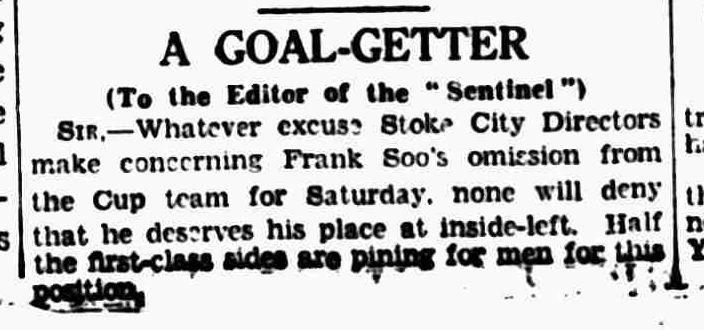 A GOAL-GETTER
(To the Editor of the "Sentinel")
SIR,—Whatever excuse Stoke City Directors
make concerning Frank Soo's omission from
the Cup team for Saturday, none will deny
that he deserves his place at inside-left. Half
the first-class sides are pining for men for this
position.